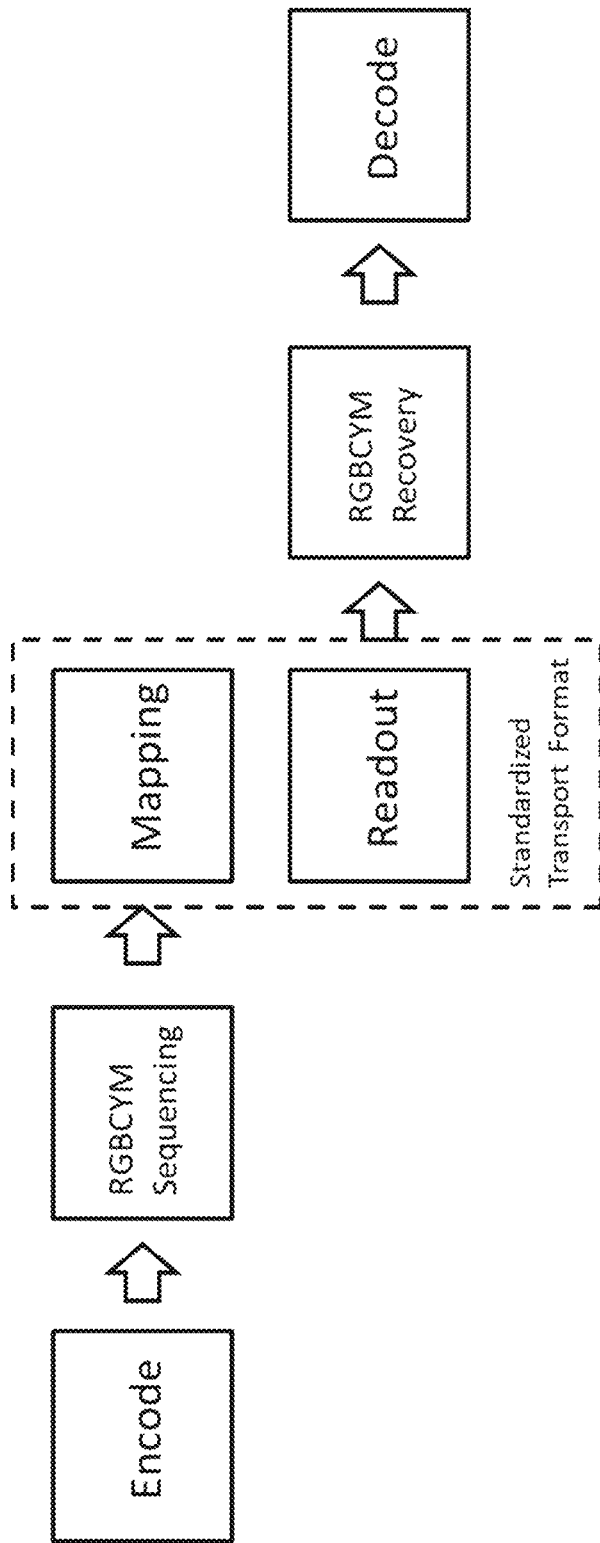 Encode
RGBCYM
Sequencing
Mapping
Readout
Standardized
Transport Format
RGBCYM
Recovery
Decode